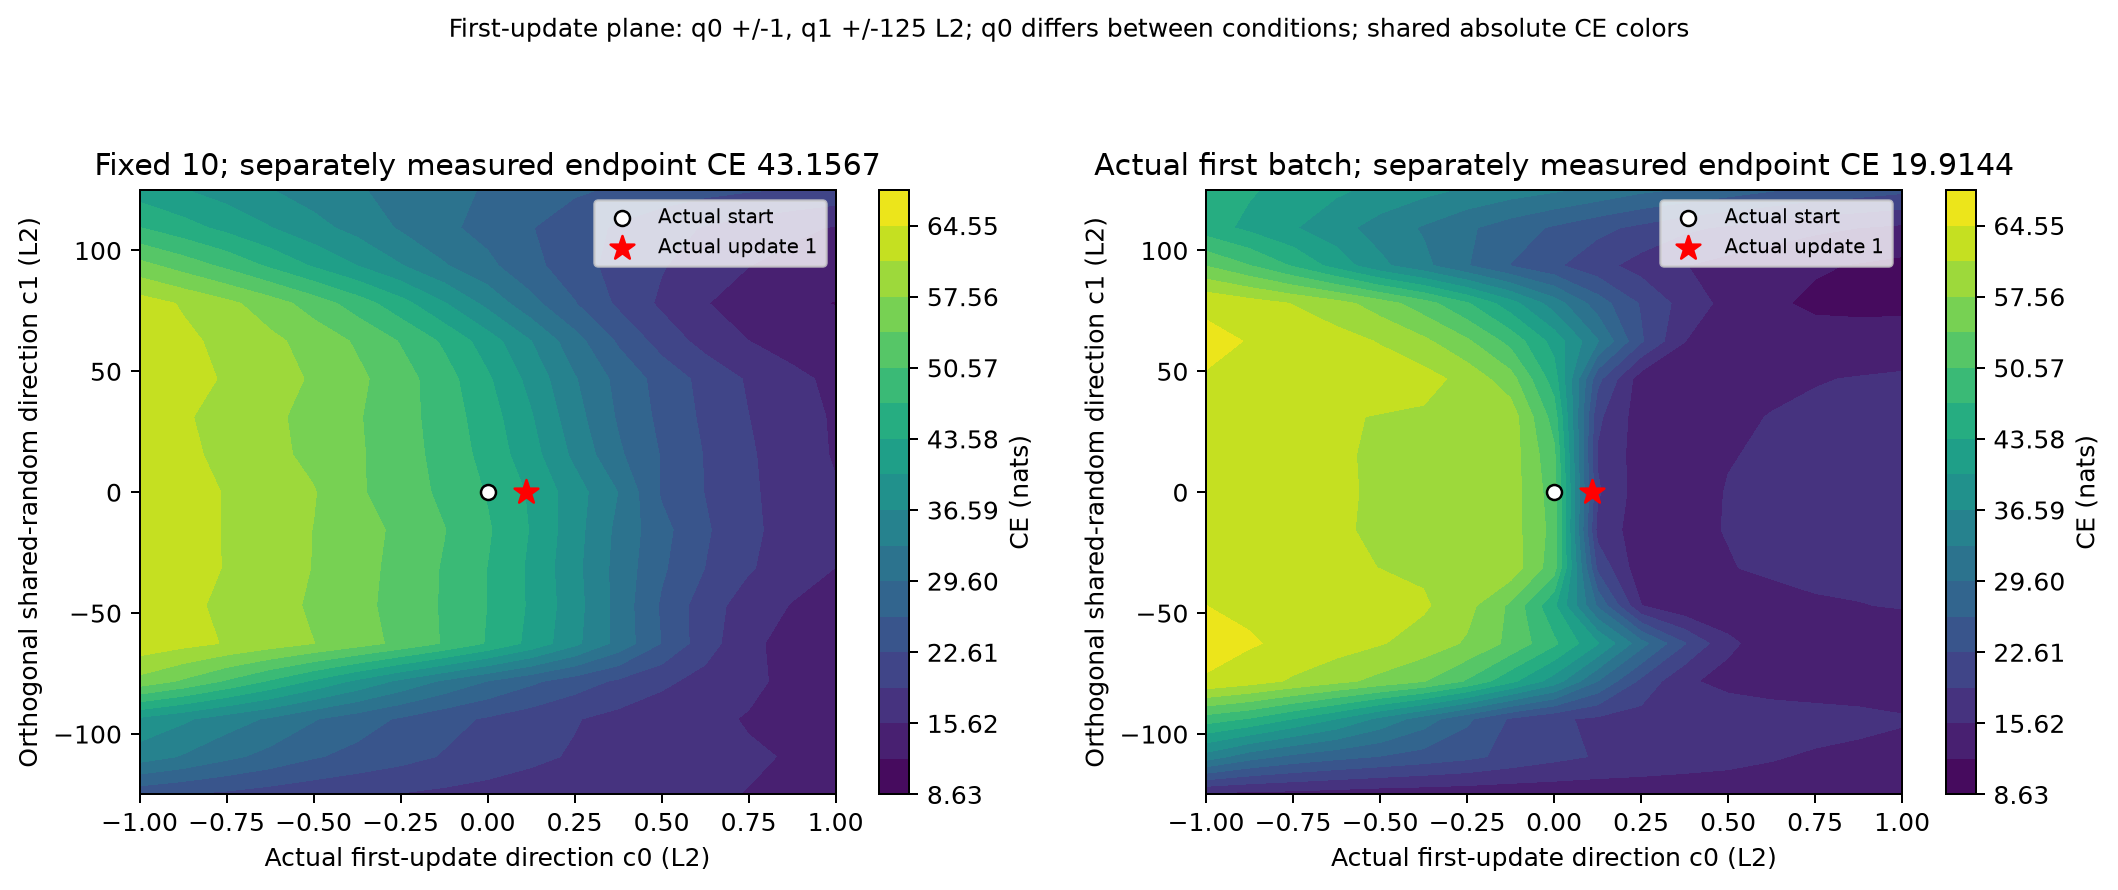 First-update plane: q0 +/-1, q1 +/-125 L2; q0 differs between conditions; shared absolute CE colors
Fixed 10; separately measured endpoint CE 43.1567
Actual start
Actual update 1
Orthogonal shared-random direction c1 (L2)
100
50
0
−50
−100
−1.00 −0.75 −0.50 −0.25 0.00 0.25 0.50 0.75 1.00
Actual first-update direction c0 (L2)
64.55
57.56
50.57
43.58
36.59
29.60
22.61
15.62
8.63
CE (nats)
Actual first batch; separately measured endpoint CE 19.9144
Actual start
Actual update 1
Orthogonal shared-random direction c1 (L2)
100
50
0
−50
−100
−1.00 −0.75 −0.50 −0.25 0.00 0.25 0.50 0.75 1.00
Actual first-update direction c0 (L2)
64.55
57.56
50.57
43.58
36.59
29.60
22.61
15.62
8.63
CE (nats)